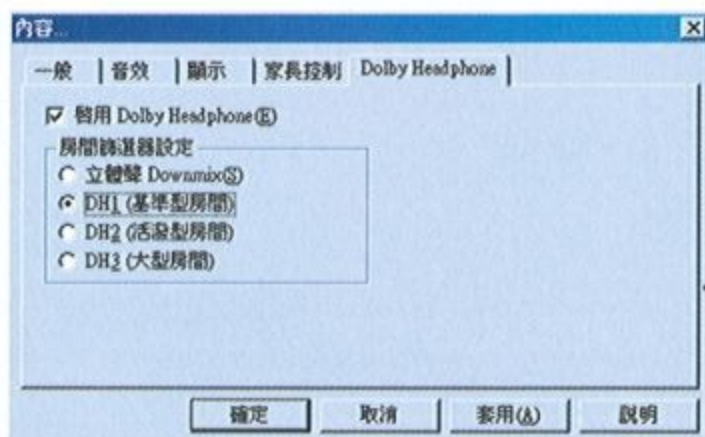 內容...
一般 音效 顯示 家長控制 Dolby Headphone
啟用 Dolby Headphone(E)
房間篩選器設定
立體聲 Downmix(S)
DH1 (基準型房間)
DH2 (活潑型房間)
DH3 (大型房間)
確定 取消 套用(A) 說明